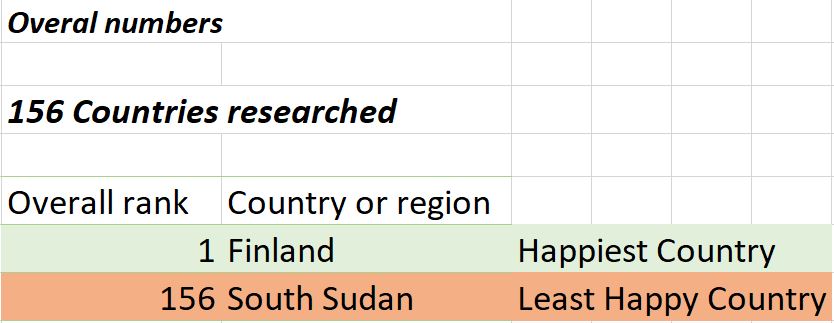 Overal numbers
156 Countries researched
Overall rank Country or region
1 Finland Happiest Country
156 South Sudan Least Happy Country